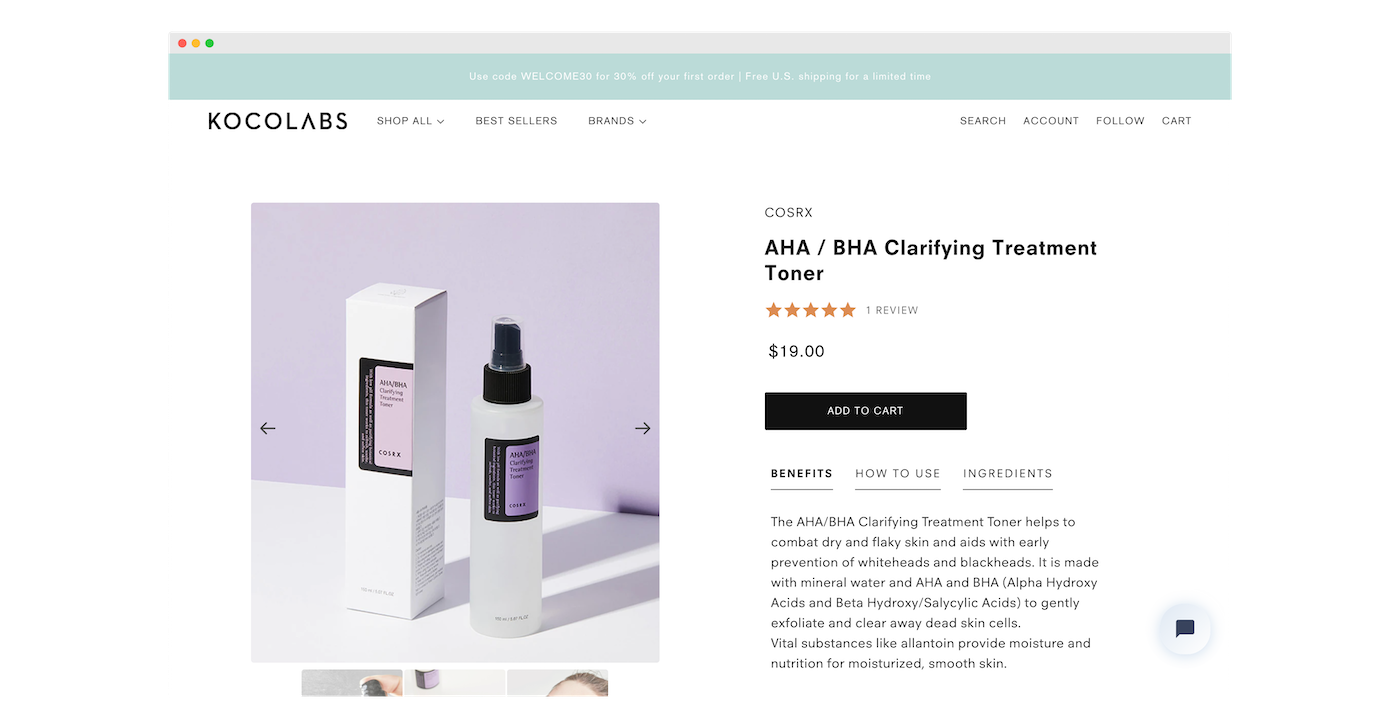 Use code WELCOME30 for 30% off your first order | Free U.S. shipping for a limited time
KOCOLABS
SHOP ALL
BEST SELLERS
BRANDS
SEARCH
ACCOUNT
FOLLOW
CART
AHA/BHA
Clarifying
Treatment
Toner
COSRX
AHA/BHA
Clarifying
Treatment
Toner
COSRX
COSRX
AHA / BHA Clarifying Treatment
Toner
1 REVIEW
$19.00
ADD TO CART
BENEFITS
HOW TO USE
INGREDIENTS
The AHA/BHA Clarifying Treatment Toner helps to
combat dry and flaky skin and aids with early
prevention of whiteheads and blackheads. It is made
with mineral water and AHA and BHA (Alpha Hydroxy
Acids and Beta Hydroxy/Salycylic Acids) to gently
exfoliate and clear away dead skin cells.
Vital substances like allantoin provide moisture and
nutrition for moisturized, smooth skin.